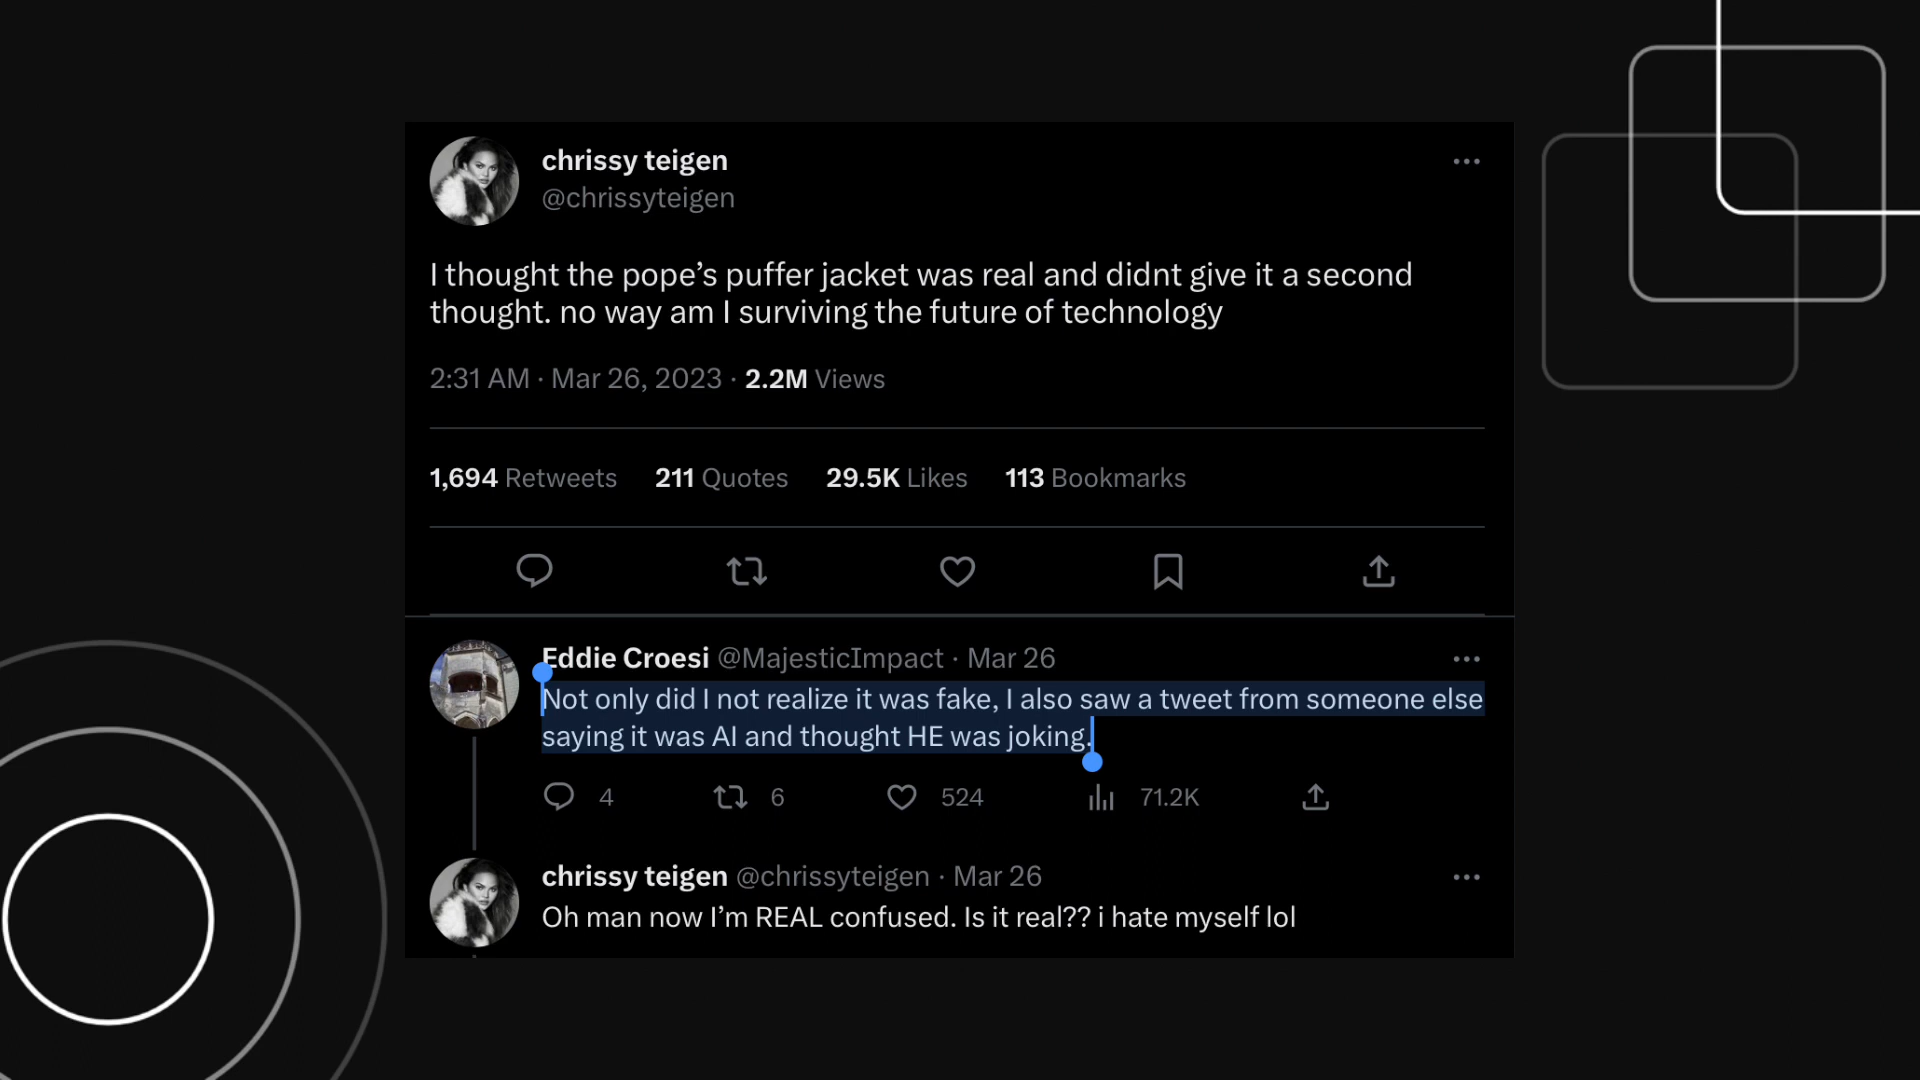 chrissy teigen
@chrissyteigen
I thought the pope’s puffer jacket was real and didnt give it a second
thought. no way am I surviving the future of technology
2:31 AM · Mar 26, 2023 · 2.2M Views
1,694 Retweets 211 Quotes 29.5K Likes 113 Bookmarks
Eddie Croesi @MajesticImpact · Mar 26
Not only did I not realize it was fake, I also saw a tweet from someone else
saying it was AI and thought HE was joking.
4 6 524 71.2K
chrissy teigen @chrissyteigen · Mar 26
Oh man now I’m REAL confused. Is it real?? i hate myself lol